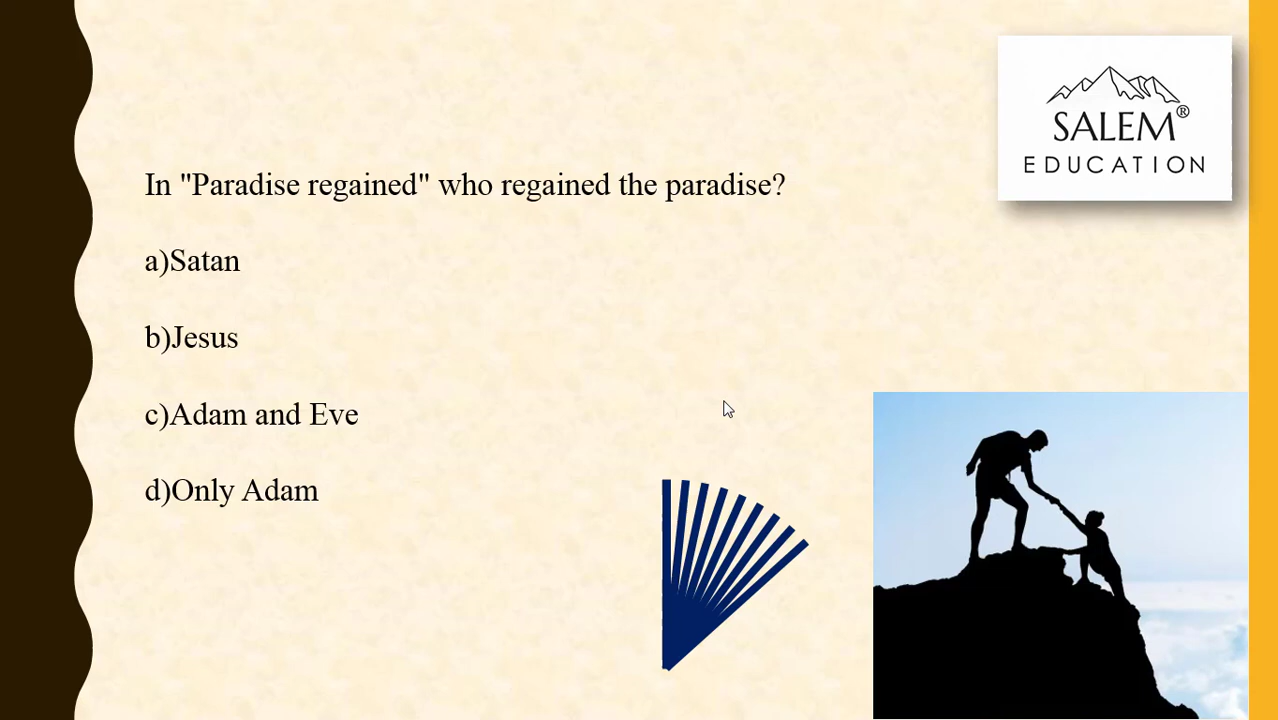 SALEM®
EDUCATION
In "Paradise regained" who regained the paradise?
a)Satan
b)Jesus
c)Adam and Eve
d)Only Adam